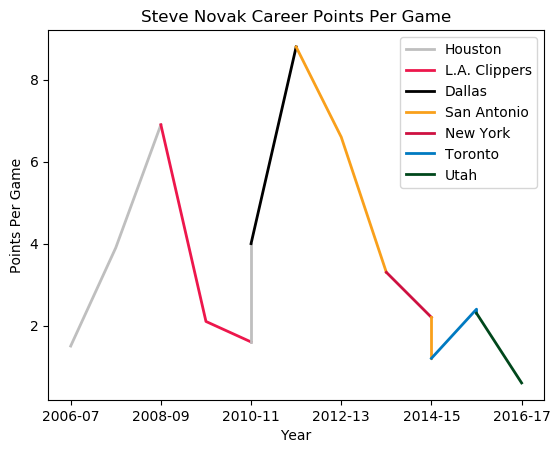 Steve Novak Career Points Per Game
Houston
L.A. Clippers
Dallas
San Antonio
New York
Toronto
Utah
Points Per Game
8
6
4
2
2006-07 2008-09 2010-11 2012-13 2014-15 2016-17
Year